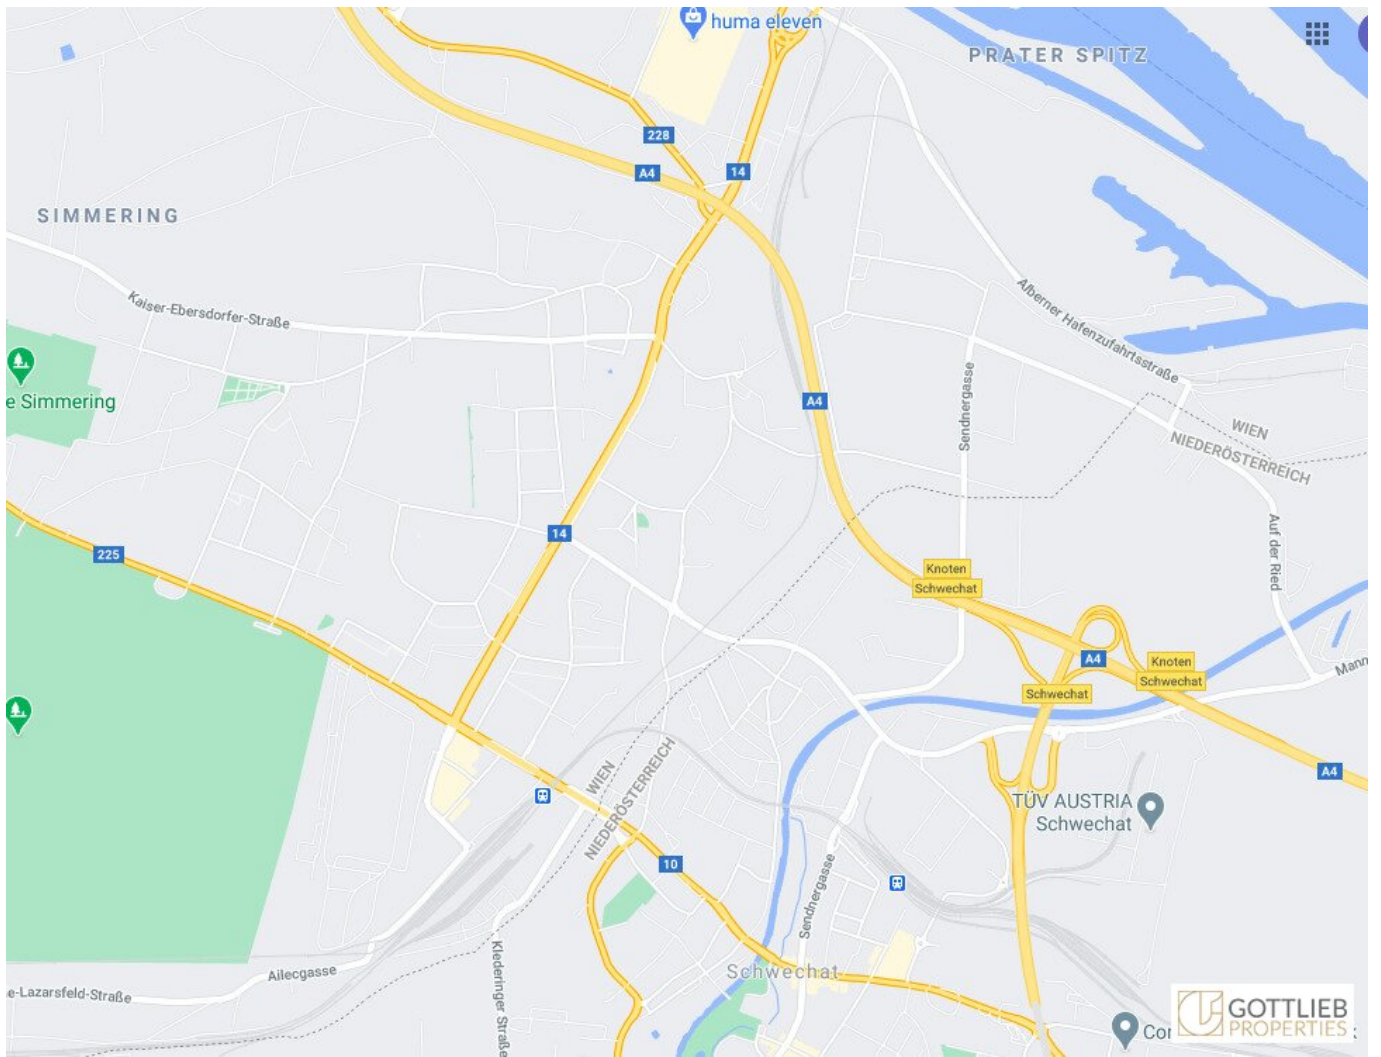 huma eleven
PRATER SPITZ
228
A4
14
SIMMERING
Kaiser-Ebersdorfer-Straße
Alberner Hafenzufahrtsstraße
e Simmering
A4
Sendnergasse
WIEN
NIEDERÖSTERREICH
14
225
Auf der Ried
Knoten
Schwechat
A4
Knoten
Schwechat
Schwechat
Mann
WIEN
NIEDERÖSTERREICH
A4
TÜV AUSTRIA
Schwechat
10
Sendnergasse
Klederinger Straße
Ailecgasse
Schwechat
e-Lazarsfeld-Straße
Cor
GOTTLIEB
PROPERTIES